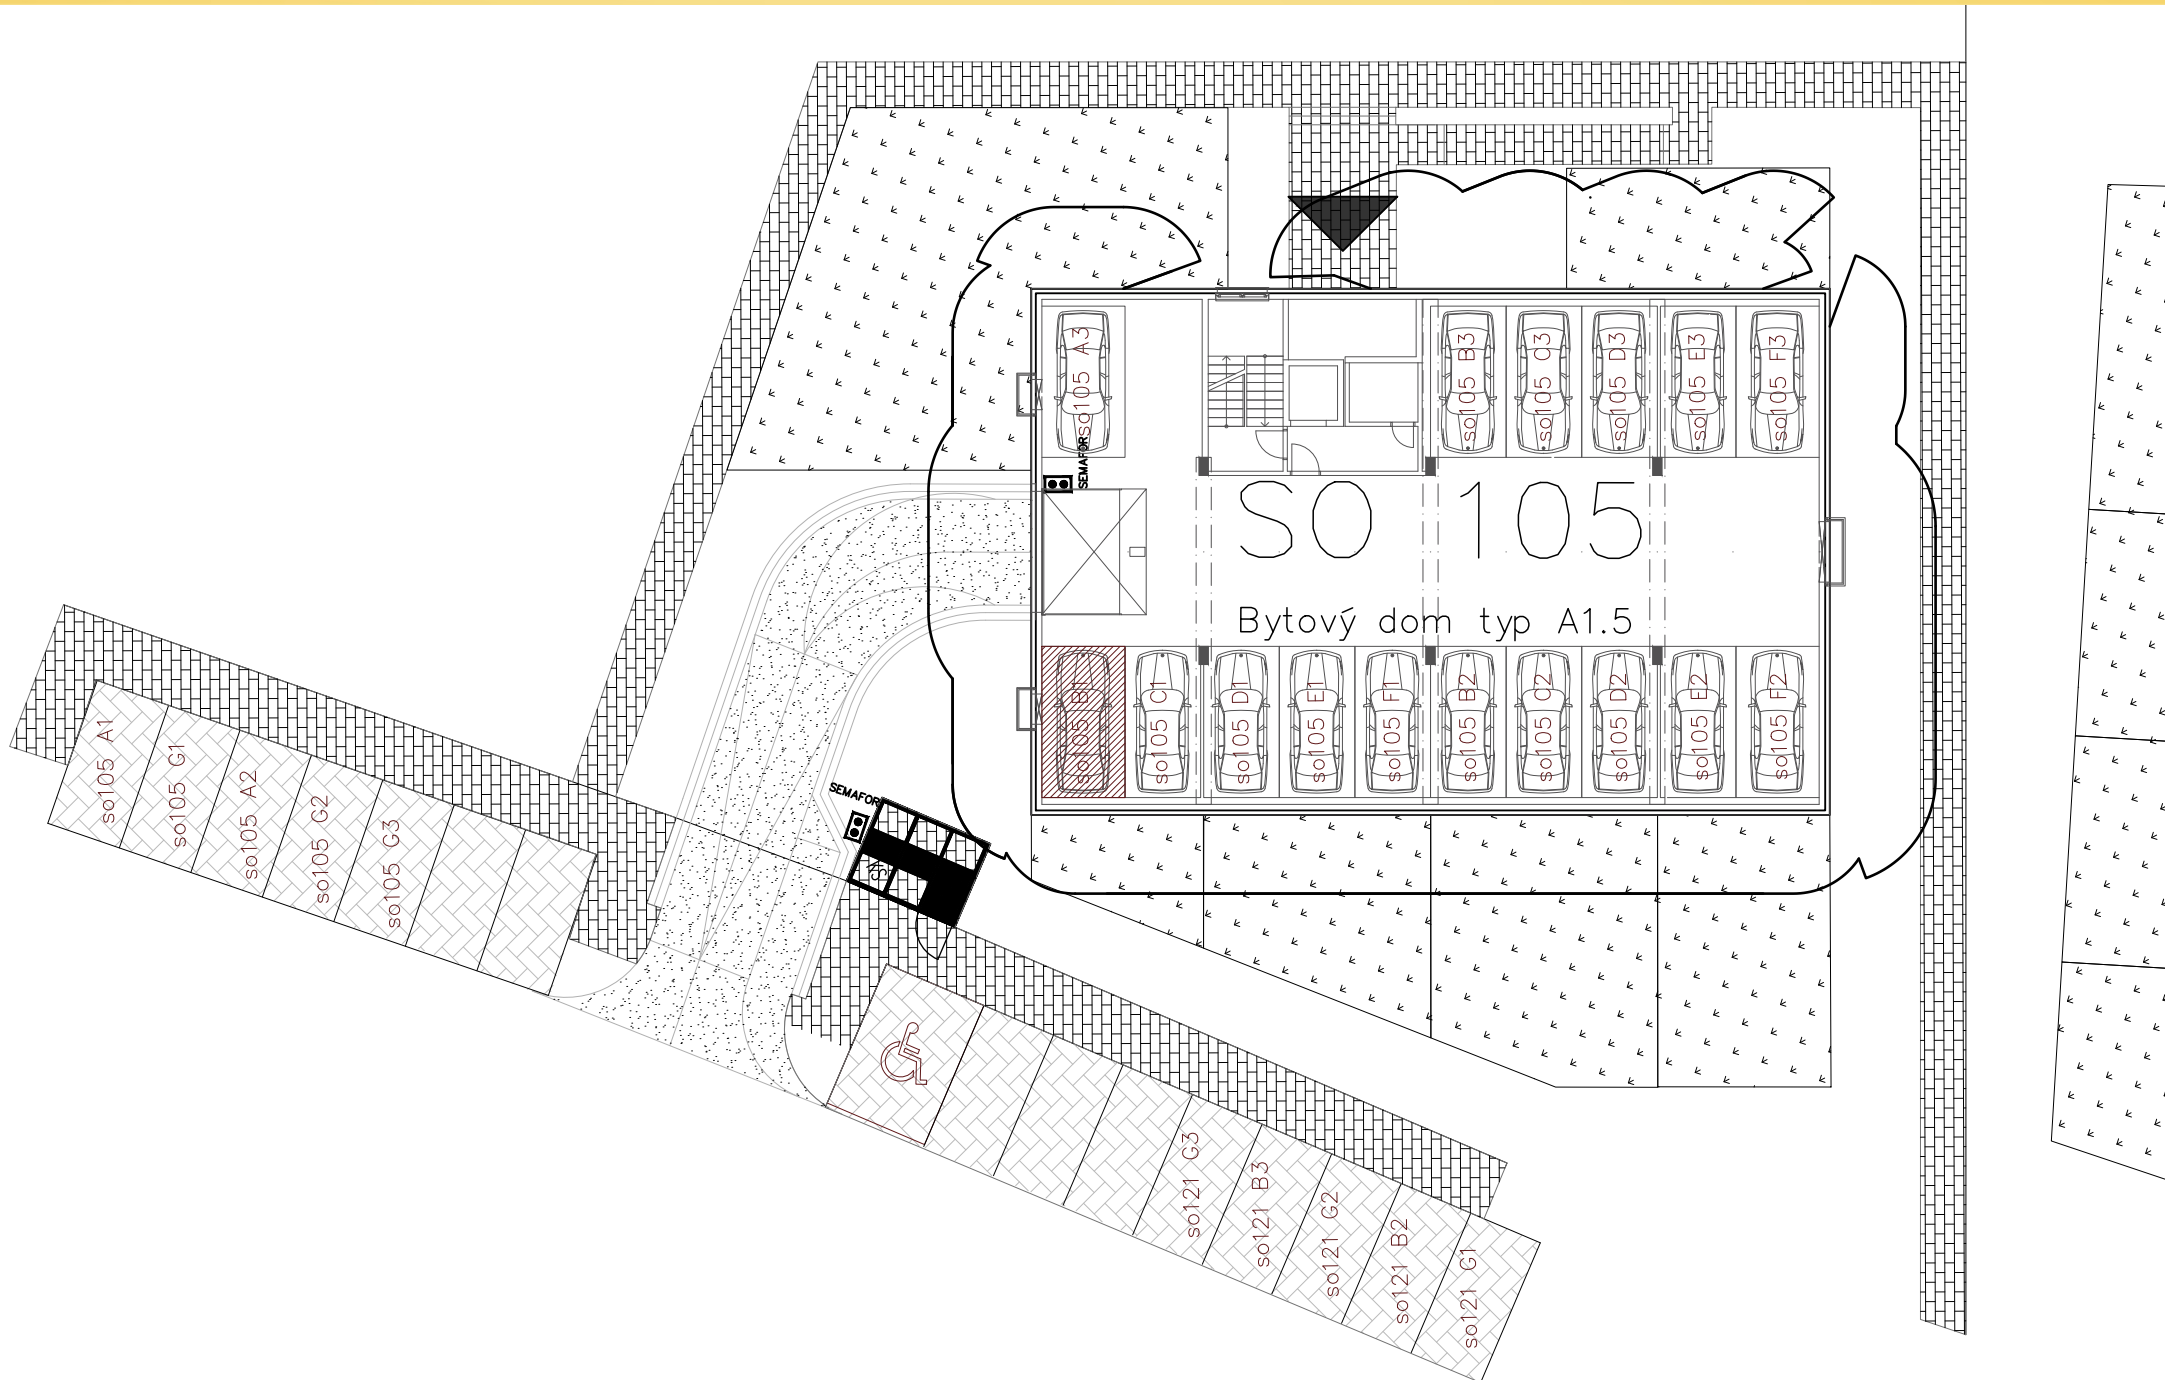 so105 A3
so105 B3
so105 C3
so105 D3
so105 E3
so105 F3
SEMAFOR
SO 105
Bytový dom typ A1.5
so105 B1
so105 C1
so105 D1
so105 E1
so105 F1
so105 B2
so105 C2
so105 D2
so105 E2
so105 F2
so105 A1
so105 G1
so105 A2
so105 G2
so105 G3
SEMAFOR
so121 G3
so121 B3
so121 G2
so121 B2
so121 G1